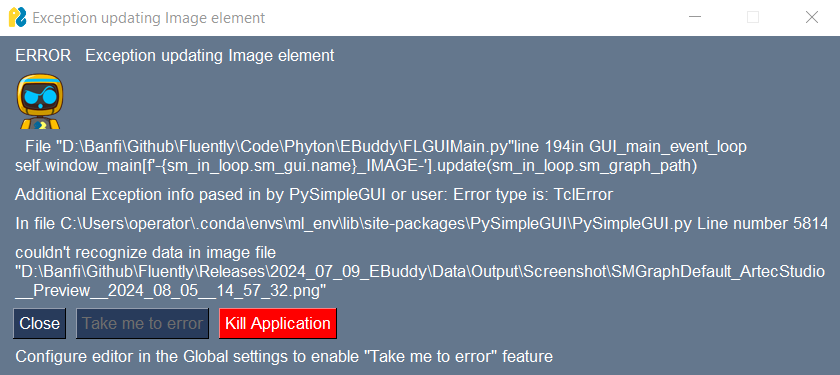 Exception updating Image element
ERROR   Exception updating Image element
File "D:\Banfi\Github\Fluently\Code\Phyton\EBuddy\FLGUIMain.py"line 194in GUI_main_event_loop
self.window_main[f'-{sm_in_loop.sm_gui.name}_IMAGE-'].update(sm_in_loop.sm_graph_path)
Additional Exception info pased in by PySimpleGUI or user: Error type is: TclError
In file C:\Users\operator\.conda\envs\ml_env\lib\site-packages\PySimpleGUI\PySimpleGUI.py Line number 5814
couldn't recognize data in image file
"D:\Banfi\Github\Fluently\Releases\2024_07_09_EBuddy\Data\Output\Screenshot\SMGraphDefault_ArtecStudio
__Preview__2024_08_05__14_57_32.png"
Close   Take me to error   Kill Application
Configure editor in the Global settings to enable "Take me to error" feature